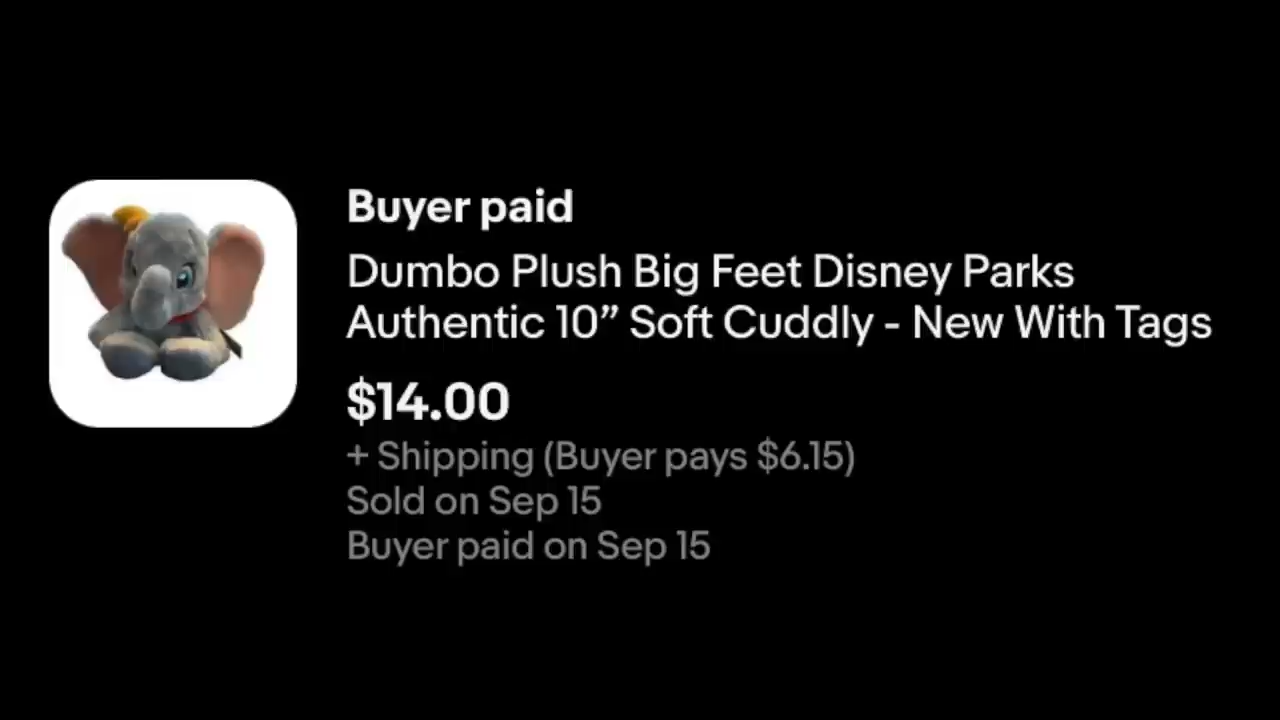 Buyer paid
Dumbo Plush Big Feet Disney Parks
Authentic 10” Soft Cuddly - New With Tags
$14.00
+ Shipping (Buyer pays $6.15)
Sold on Sep 15
Buyer paid on Sep 15